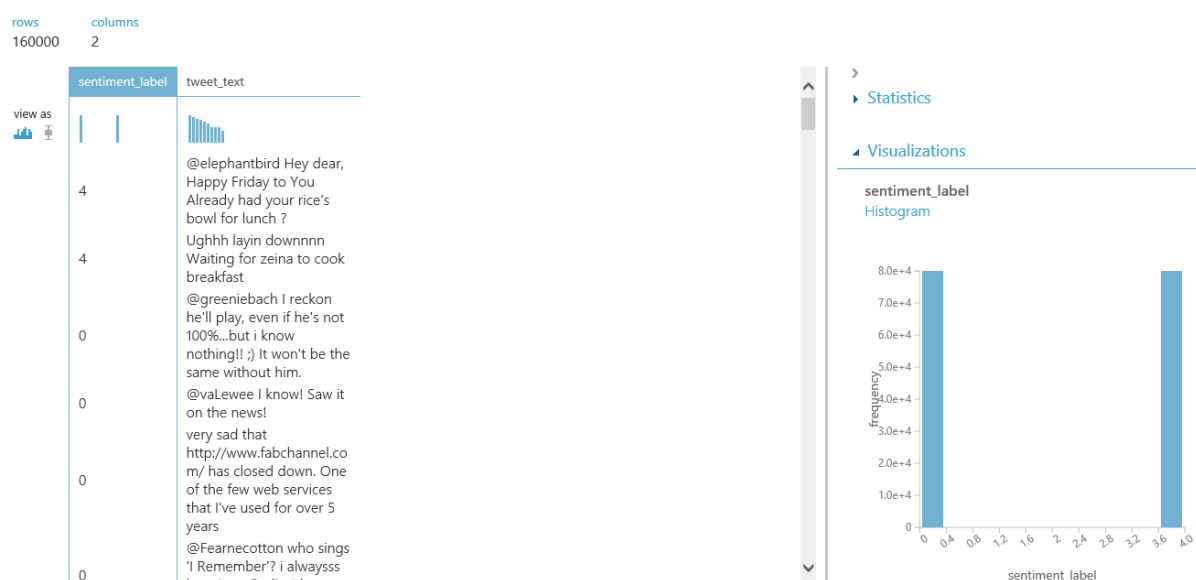 rows columns
160000 2
sentiment_label tweet_text
view as
4
@elephantbird Hey dear,
Happy Friday to You
Already had your rice's
bowl for lunch ?
4
Ughhh layin downnnn
Waiting for zeina to cook
breakfast
0
@greeniebach I reckon
he'll play, even if he's not
100%...but i know
nothing!! ;) It won't be the
same without him.
0
@vaLewee I know! Saw it
on the news!
0
very sad that
http://www.fabchannel.co
m/ has closed down. One
of the few web services
that I've used for over 5
years
0
@Fearnecotton who sings
'I Remember'? i alwaysss
Statistics
Visualizations
sentiment_label
Histogram
8.0e+4
7.0e+4
6.0e+4
5.0e+4
4.0e+4
3.0e+4
2.0e+4
1.0e+4
0
frequency
0 0.4 0.8 1.2 1.6 2 2.4 2.8 3.2 3.6 4.0
sentiment_label